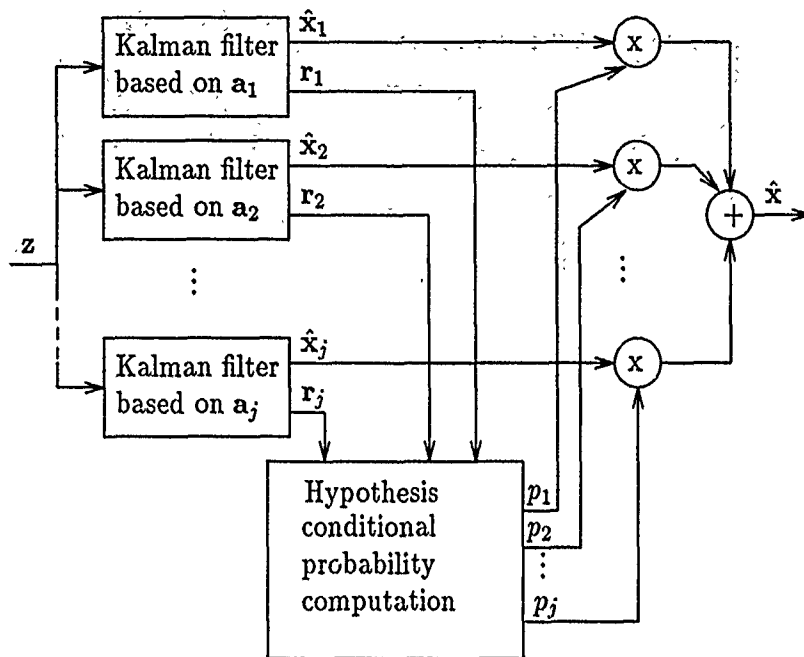 Kalman filter
based on a₁
x̂₁
r₁
x
Kalman filter
based on a₂
x̂₂
r₂
x
z
⋮
⋮
+
x̂
Kalman filter
based on aⱼ
x̂ⱼ
rⱼ
x
Hypothesis
conditional
probability
computation
p₁
p₂
⋮
pⱼ